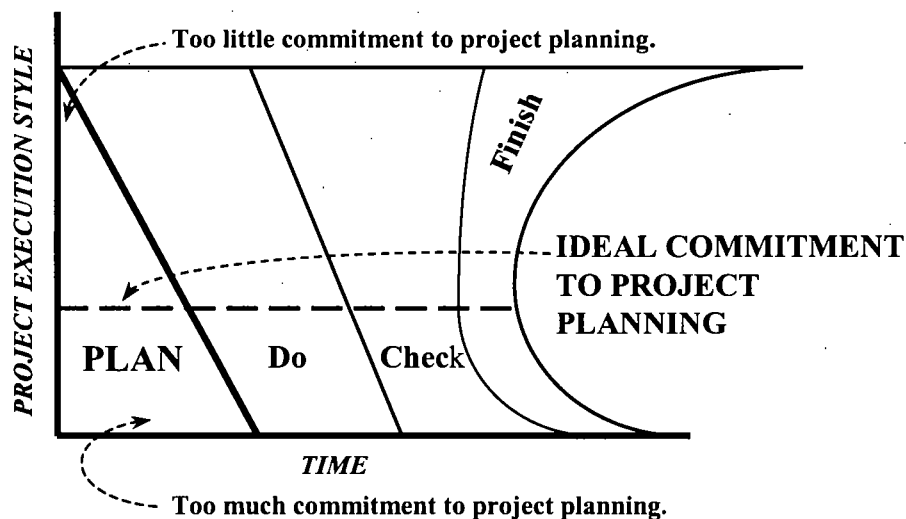 Too little commitment to project planning.
PROJECT EXECUTION STYLE
Finish
IDEAL COMMITMENT
TO PROJECT
PLANNING
PLAN
Do
Check
TIME
Too much commitment to project planning.